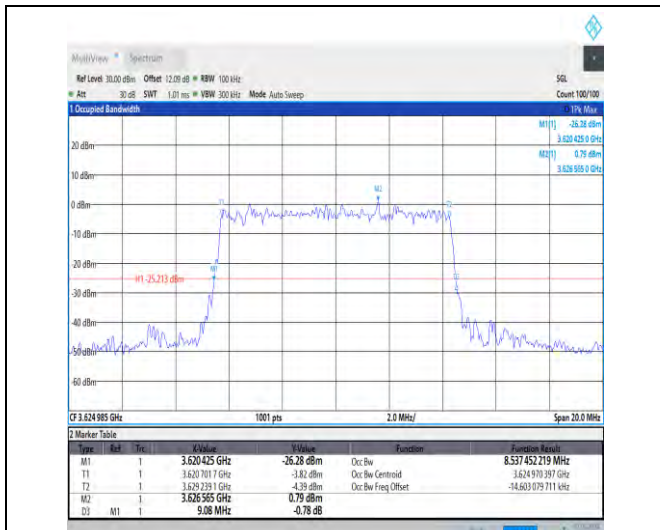 MultiView Spectrum
Ref Level 30.00 dBm Offset 12.09 dB RBW 100 kHz SGL
Att 30 dB SWT 1.01 ms VBW 300 kHz Mode Auto Sweep Count 100/100
1 Occupied Bandwidth 1Pk Max
M1[1] -26.28 dBm
3.620 425 0 GHz
M2[1] 0.79 dBm
3.626 565 0 GHz
20 dBm
10 dBm
0 dBm
-10 dBm
-20 dBm
-30 dBm
-40 dBm
-50 dBm
-60 dBm
T1
M2
T2
M1
H1 -25.213 dBm
CF 3.624 985 GHz 1001 pts 2.0 MHz/ Span 20.0 MHz
2 Marker Table
Type Ref Trc X-Value Y-Value Function Function Result
M1 1 3.620 425 GHz -26.28 dBm Occ Bw 8.537 452 219 MHz
T1 1 3.620 701 7 GHz -3.82 dBm Occ Bw Centroid 3.624 970 397 GHz
T2 1 3.629 239 1 GHz -4.39 dBm Occ Bw Freq Offset -14.603 079 711 kHz
M2 1 3.626 565 GHz 0.79 dBm
D3 M1 1 9.08 MHz -0.78 dB